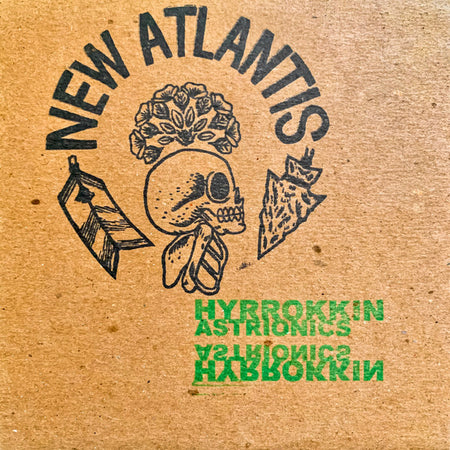 NEW ATLANTIS
HYRROKKIN
ASTRIONICS
ASTRIONICS
HYRROKKIN